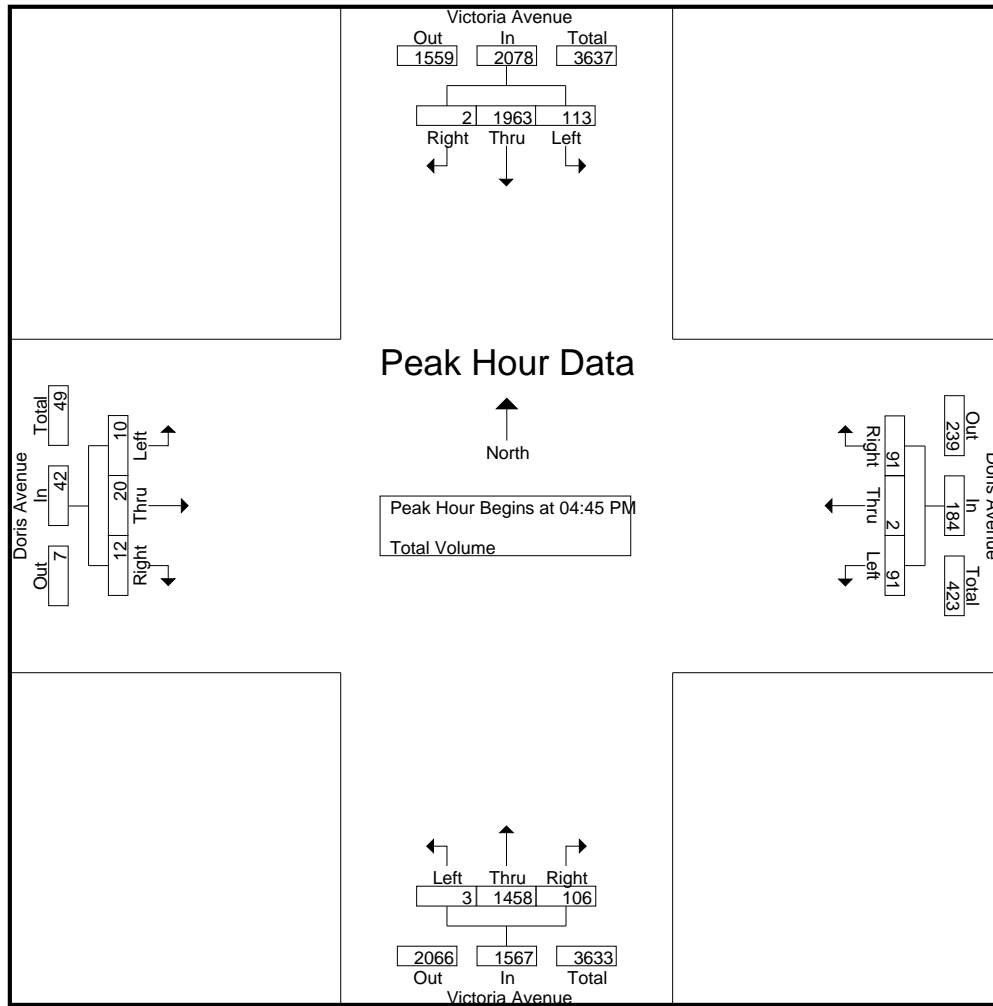 Victoria Avenue
Out In Total
1559 2078 3637
2 1963 113
Right Thru Left
Peak Hour Data
North
Peak Hour Begins at 04:45 PM
Total Volume
Doris Avenue
Out In Total
7 42 49
Left Thru Right
10 20 12
Right Thru Left
91 2 91
Out In Total
239 184 423
Doris Avenue
Left Thru Right
3 1458 106
2066 1567 3633
Out In Total
Victoria Avenue